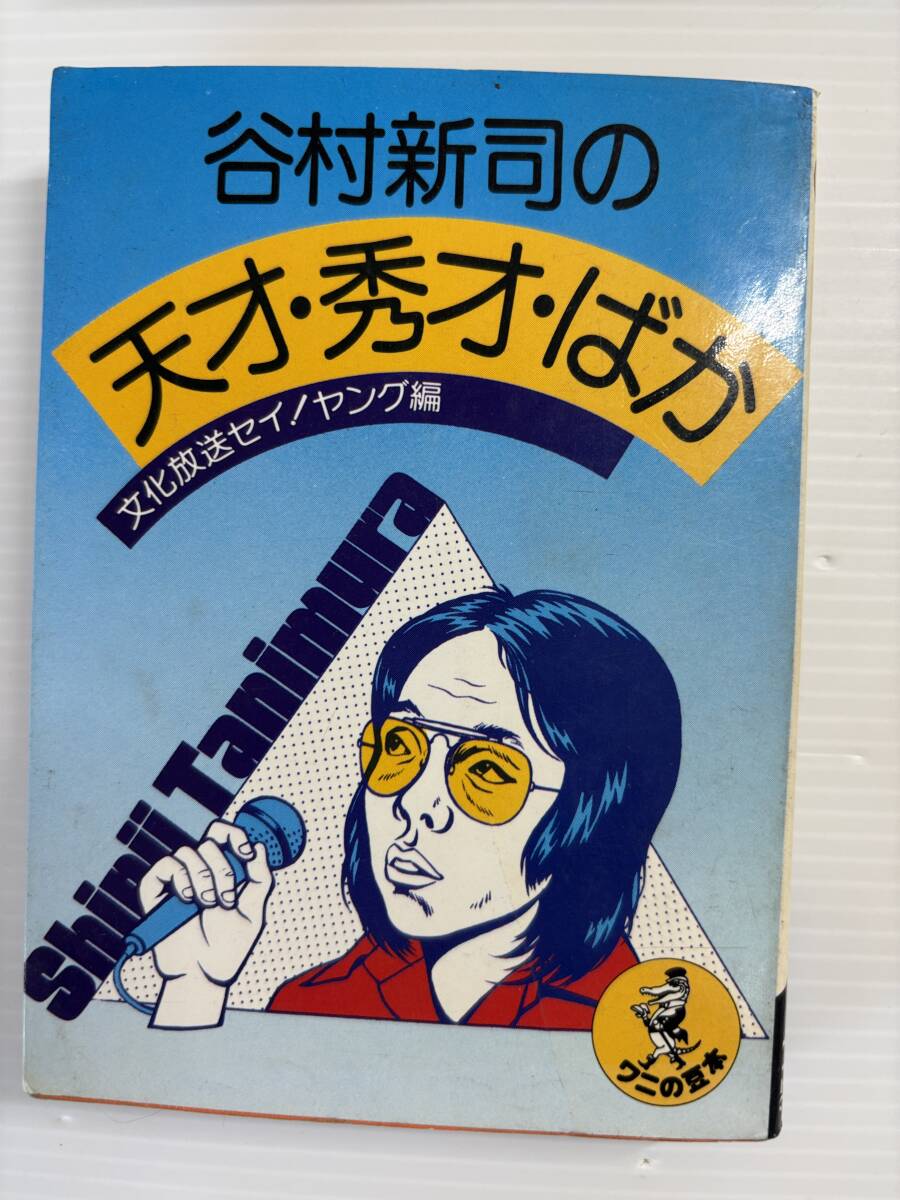 谷村新司の
天才・秀才・ばか
文化放送セイ!ヤング編
Shinji Tanimura
ワニの豆本